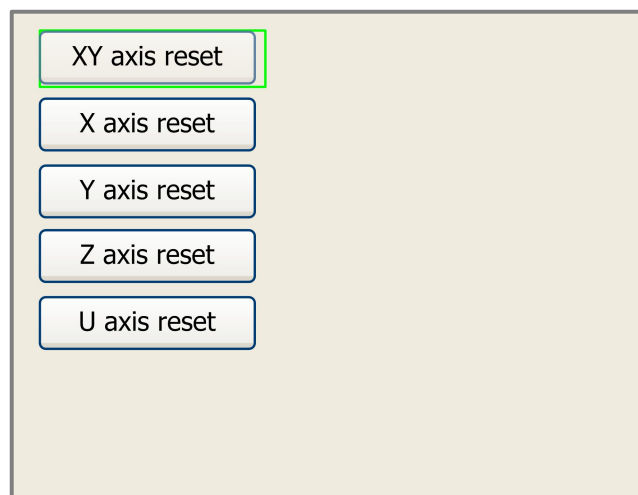 XY axis reset
X axis reset
Y axis reset
Z axis reset
U axis reset